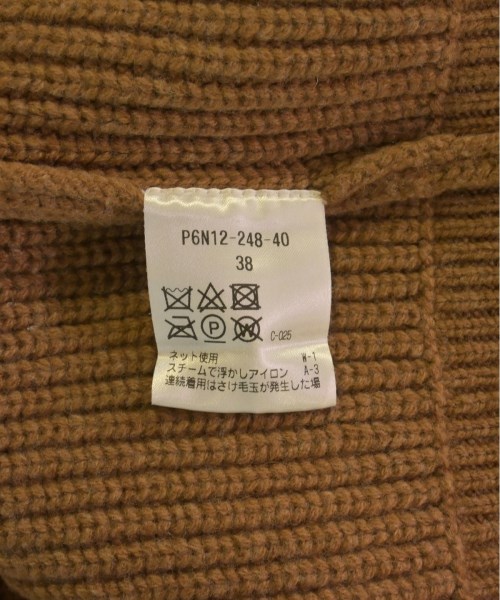 P6N12-248-40
38
P W C-025
ネット使用 W-1
スチームで浮かしアイロン A-3
連続着用はさけ毛玉が発生した場